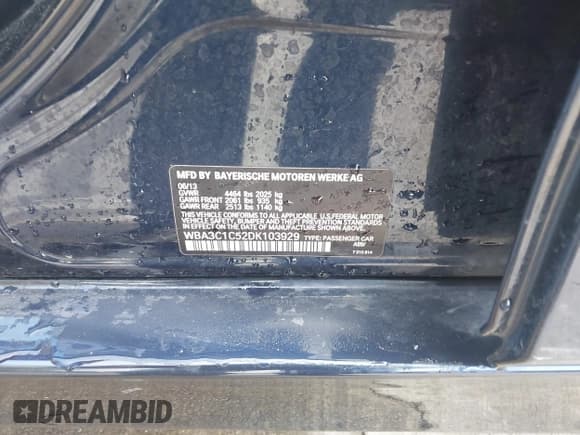 MFD BY BAYERISCHE MOTOREN WERKE AG
06/13
GVWR 4464 lbs 2025 kg
GAWR FRONT 2061 lbs 935 kg
GAWR REAR 2513 lbs 1140 kg
THIS VEHICLE CONFORMS TO ALL APPLICABLE U.S. FEDERAL MOTOR
VEHICLE SAFETY, BUMPER AND THEFT PREVENTION STANDARDS
IN EFFECT ON THE DATE OF MANUFACTURE SHOWN ABOVE.
WBA3C1C52DK103929 TYPE: PASSENGER CAR
DREAMBID